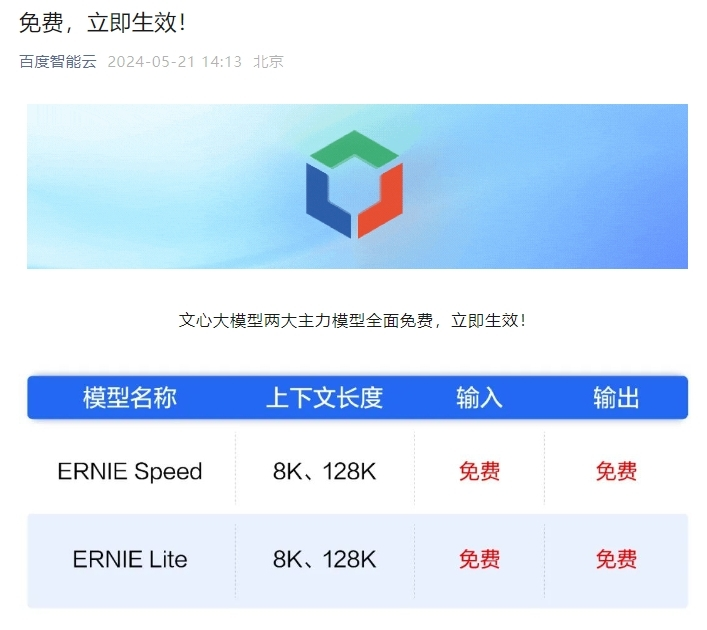 免费，立即生效！
百度智能云 2024-05-21 14:13 北京
文心大模型两大主力模型全面免费，立即生效！
模型名称 上下文长度 输入 输出
ERNIE Speed 8K、128K 免费 免费
ERNIE Lite 8K、128K 免费 免费